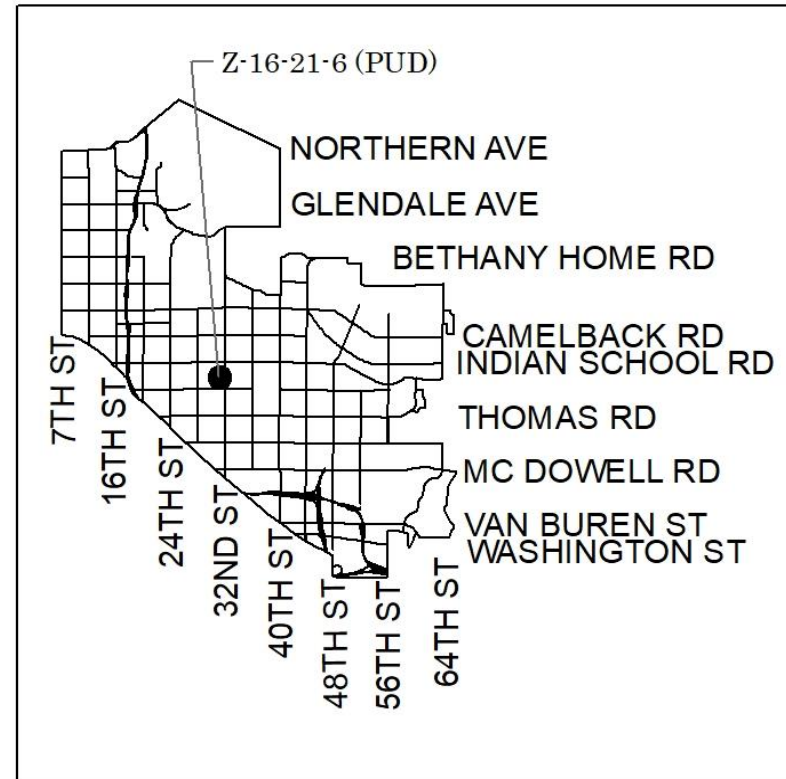 Z-16-21-6 (PUD)
NORTHERN AVE
GLENDALE AVE
BETHANY HOME RD
CAMELBACK RD
INDIAN SCHOOL RD
THOMAS RD
MC DOWELL RD
VAN BUREN ST
WASHINGTON ST
7TH ST
16TH ST
24TH ST
32ND ST
40TH ST
48TH ST
56TH ST
64TH ST